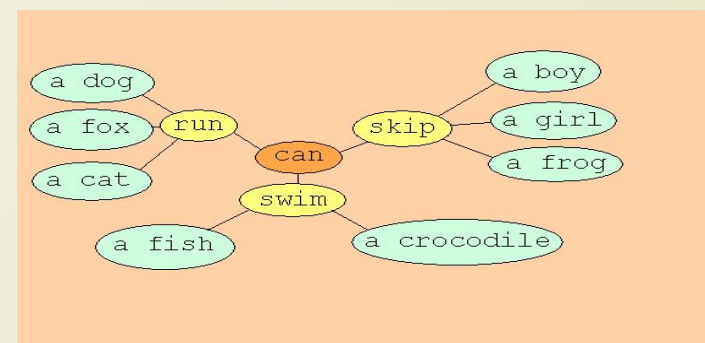 a dog
a fox
a cat
run
can
swim
skip
a boy
a girl
a frog
a fish
a crocodile